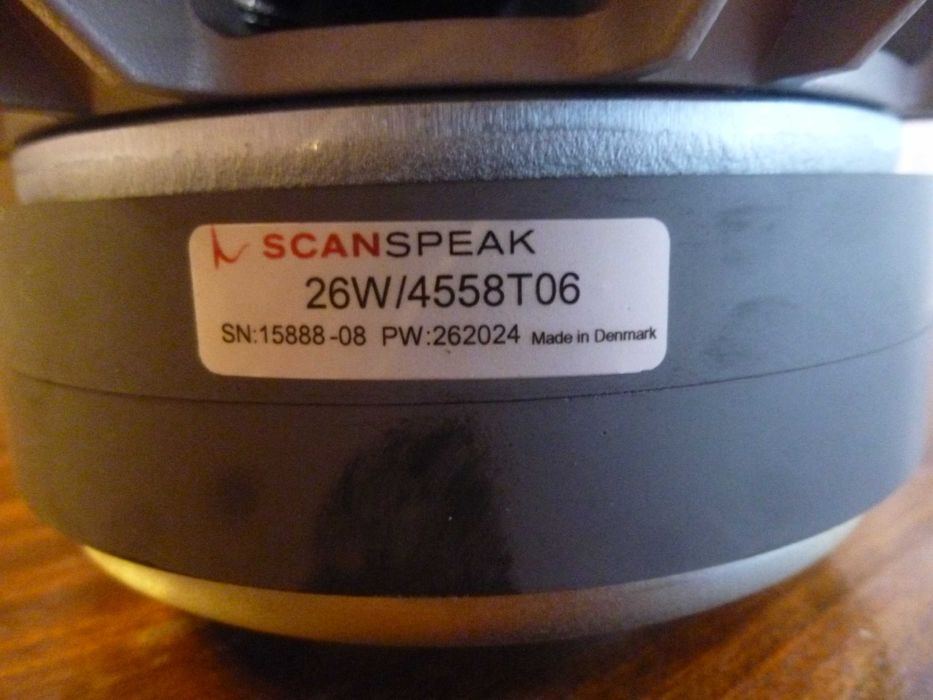 SCANSPEAK
26W/4558T06
SN:15888-08 PW:262024 Made in Denmark